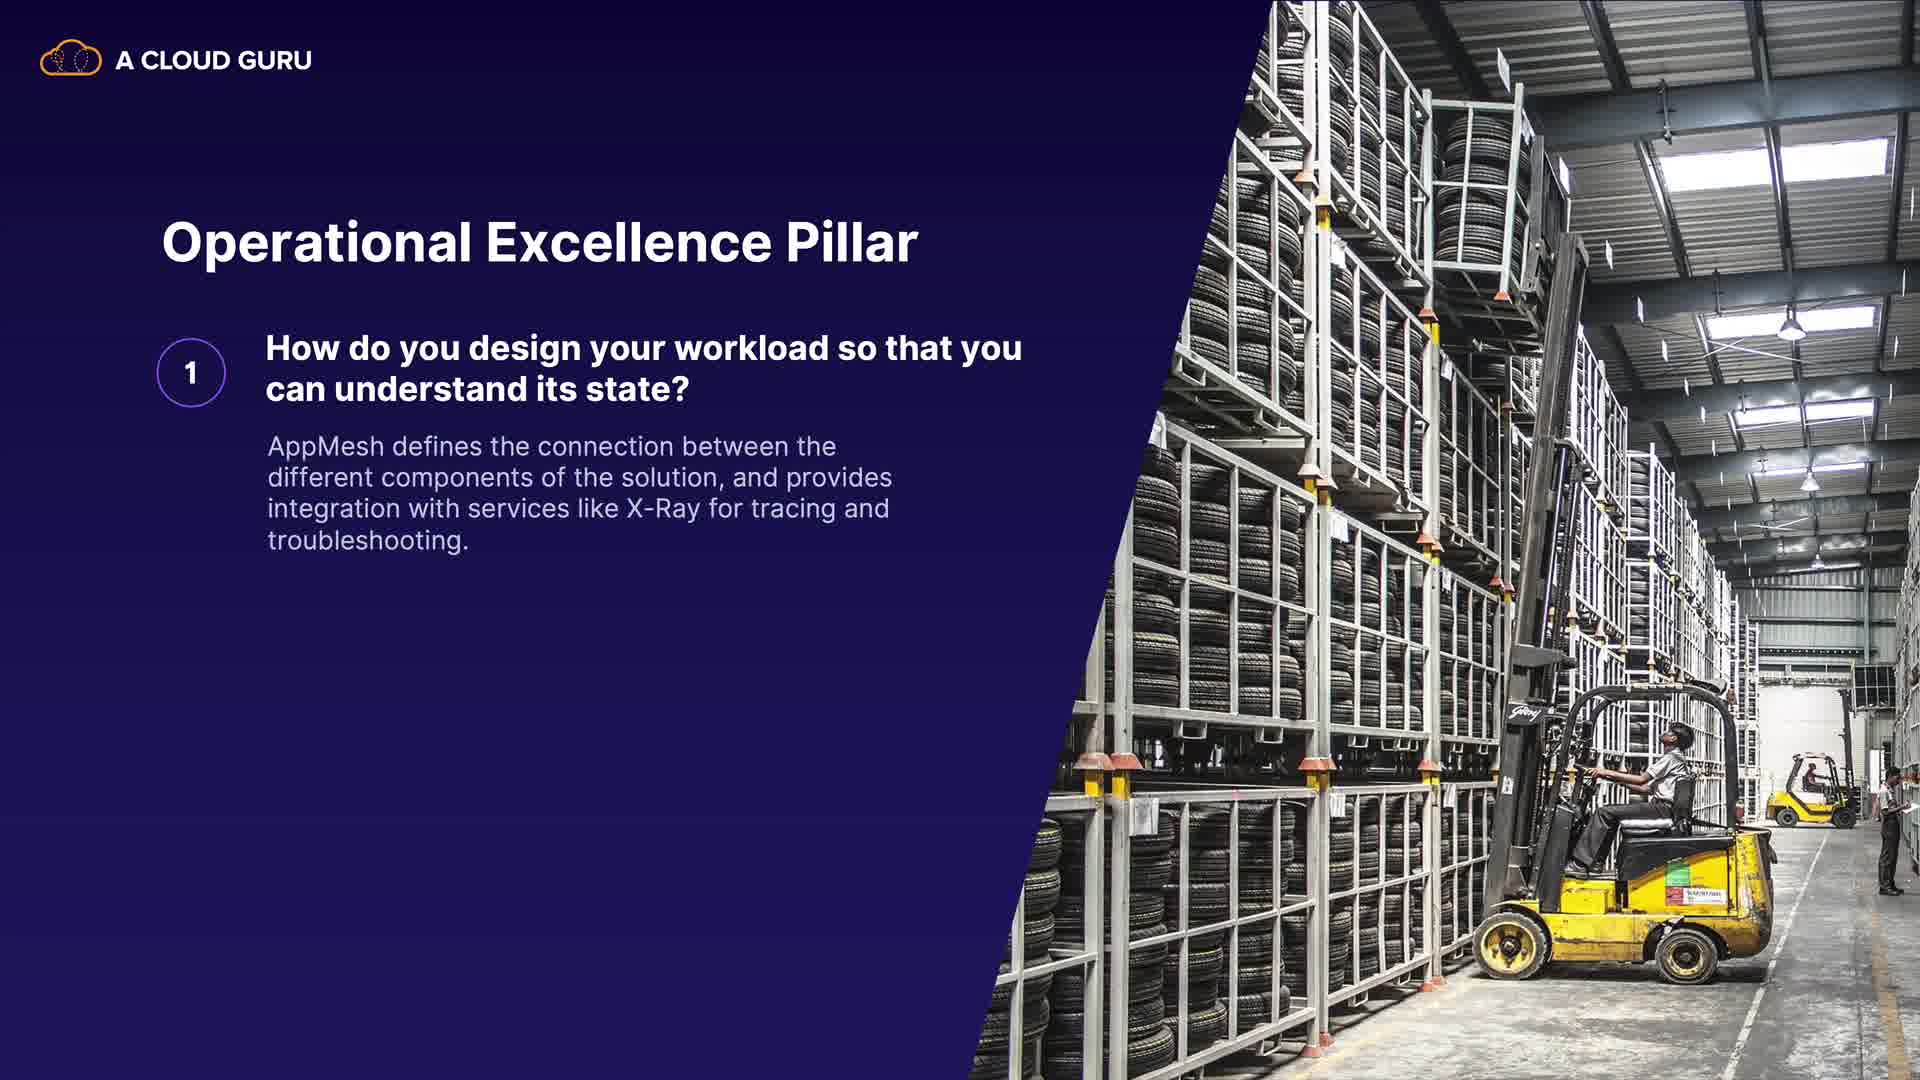 A CLOUD GURU
Operational Excellence Pillar
1
How do you design your workload so that you
can understand its state?
AppMesh defines the connection between the
different components of the solution, and provides
integration with services like X-Ray for tracing and
troubleshooting.
Godrej